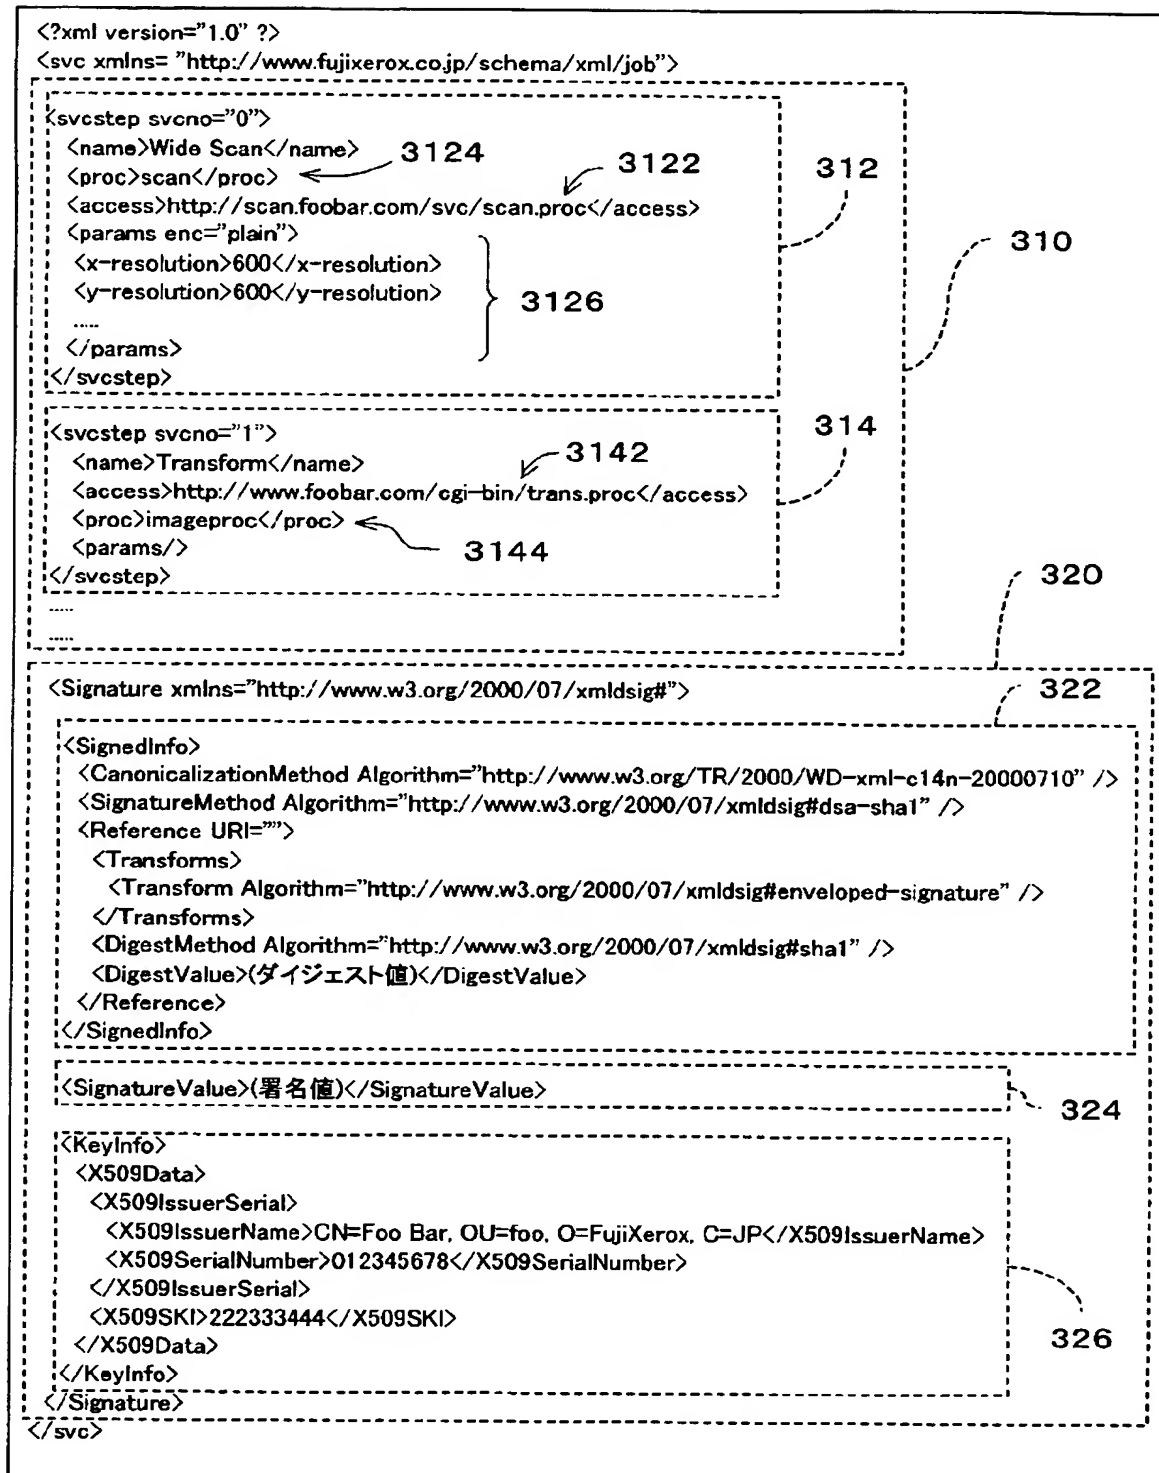 <?xml version="1.0" ?>
<svc xmlns= "http://www.fujixerox.co.jp/schema/xml/job">
<svcstep svcno="0">
<name>Wide Scan</name>
3124
<proc>scan</proc>
3122
312
<access>http://scan.foobar.com/svc/scan.proc</access>
<params enc="plain">
310
<x-resolution>600</x-resolution>
<y-resolution>600</y-resolution>
3126
.....
</params>
</svcstep>
314
<svcstep svcno="1">
<name>Transform</name>
3142
<access>http://www.foobar.com/cgi-bin/trans.proc</access>
<proc>imageproc</proc>
3144
<params/>
</svcstep>
320
.....
.....
<Signature xmlns="http://www.w3.org/2000/07/xmldsig#">
322
<SignedInfo>
<CanonicalizationMethod Algorithm="http://www.w3.org/TR/2000/WD-xml-c14n-20000710" />
<SignatureMethod Algorithm="http://www.w3.org/2000/07/xmldsig#dsa-sha1" />
<Reference URI="">
<Transforms>
<Transform Algorithm="http://www.w3.org/2000/07/xmldsig#enveloped-signature" />
</Transforms>
<DigestMethod Algorithm="http://www.w3.org/2000/07/xmldsig#sha1" />
<DigestValue>(ダイジェスト値)</DigestValue>
</Reference>
</SignedInfo>
<SignatureValue>(署名値)</SignatureValue>
324
<KeyInfo>
<X509Data>
<X509IssuerSerial>
<X509IssuerName>CN=Foo Bar, OU=foo, O=FujiXerox, C=JP</X509IssuerName>
<X509SerialNumber>012345678</X509SerialNumber>
</X509IssuerSerial>
<X509SKI>222333444</X509SKI>
326
</X509Data>
</KeyInfo>
</Signature>
</svc>